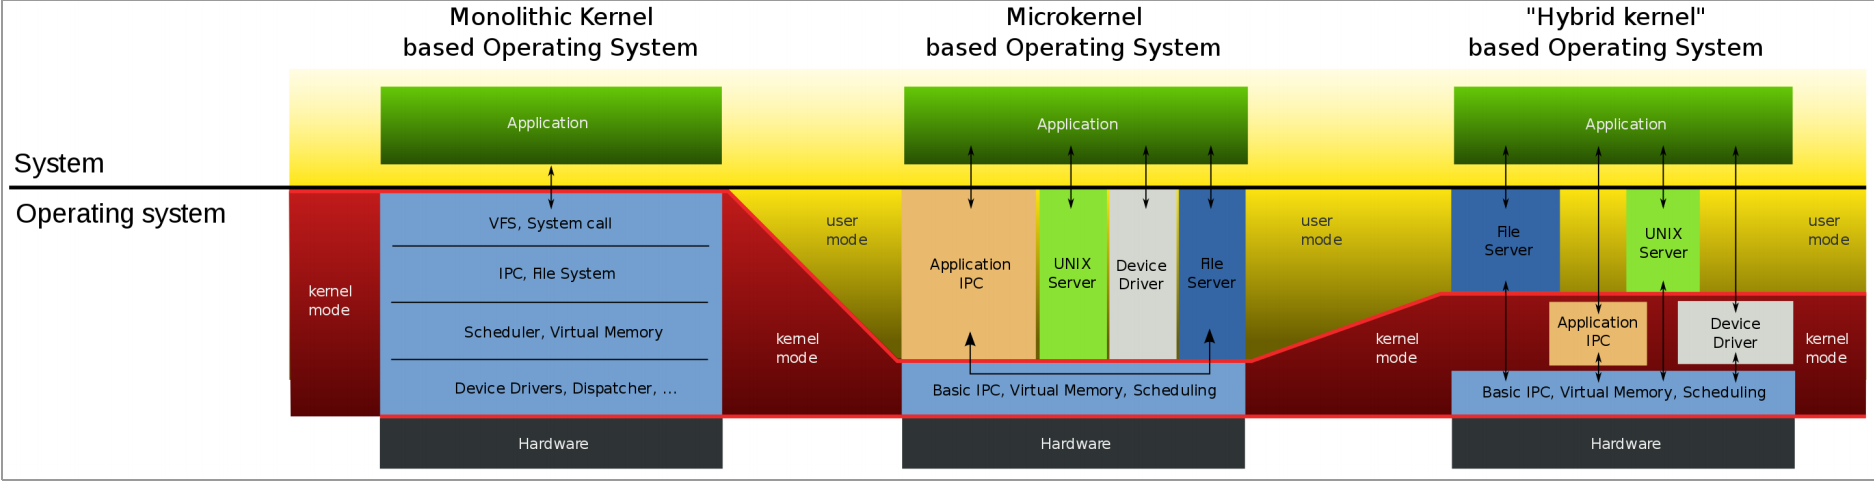 Monolithic Kernel
based Operating System
Microkernel
based Operating System
"Hybrid kernel"
based Operating System
System
Operating system
Application
VFS, System call
IPC, File System
Scheduler, Virtual Memory
Device Drivers, Dispatcher, ...
Hardware
kernel
mode
kernel
mode
user
mode
Application
Application
IPC
UNIX
Server
Device
Driver
File
Server
Basic IPC, Virtual Memory, Scheduling
Hardware
user
mode
kernel
mode
Application
File
Server
UNIX
Server
Application
IPC
Device
Driver
Basic IPC, Virtual Memory, Scheduling
Hardware
user
mode
kernel
mode